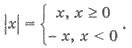 |x| = { x, x ≥ 0
− x, x < 0 .